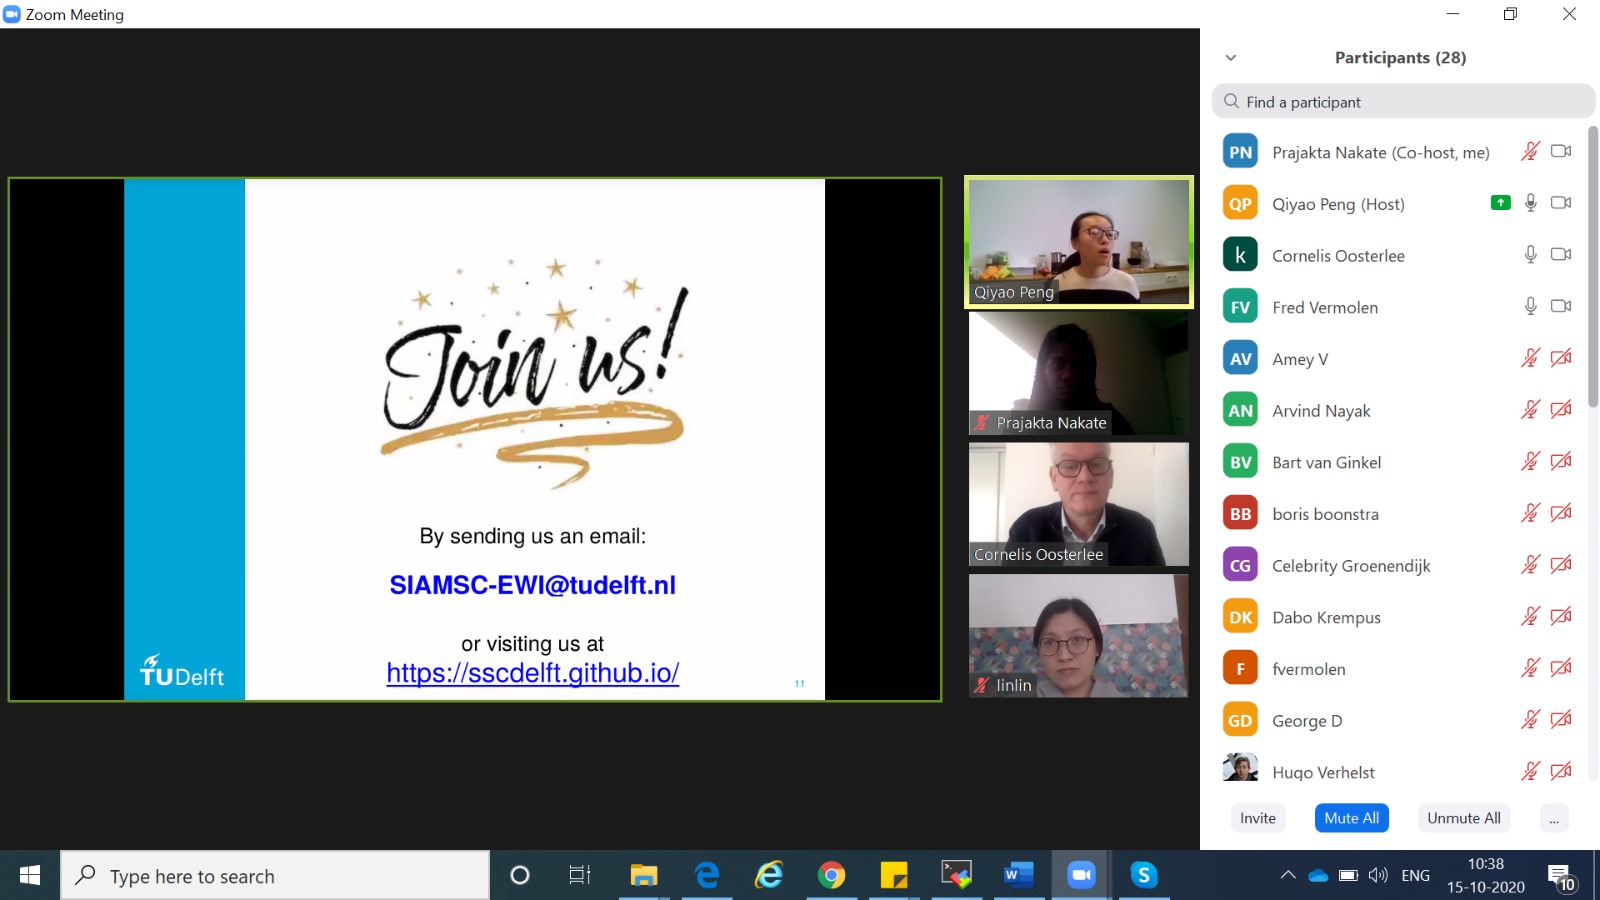 Zoom Meeting
Join us!
By sending us an email:
SIAMSC-EWI@tudelft.nl
or visiting us at
https://sscdelft.github.io/
TUDelft
11
Qiyao Peng
Prajakta Nakate
Cornelis Oosterlee
linlin
Participants (28)
Find a participant
PN Prajakta Nakate (Co-host, me)
QP Qiyao Peng (Host)
k Cornelis Oosterlee
FV Fred Vermolen
AV Amey V
AN Arvind Nayak
BV Bart van Ginkel
BB boris boonstra
CG Celebrity Groenendijk
DK Dabo Krempus
F fvermolen
GD George D
Hugo Verhelst
Invite Mute All Unmute All ...
Type here to search
ENG
10:38
15-10-2020
10